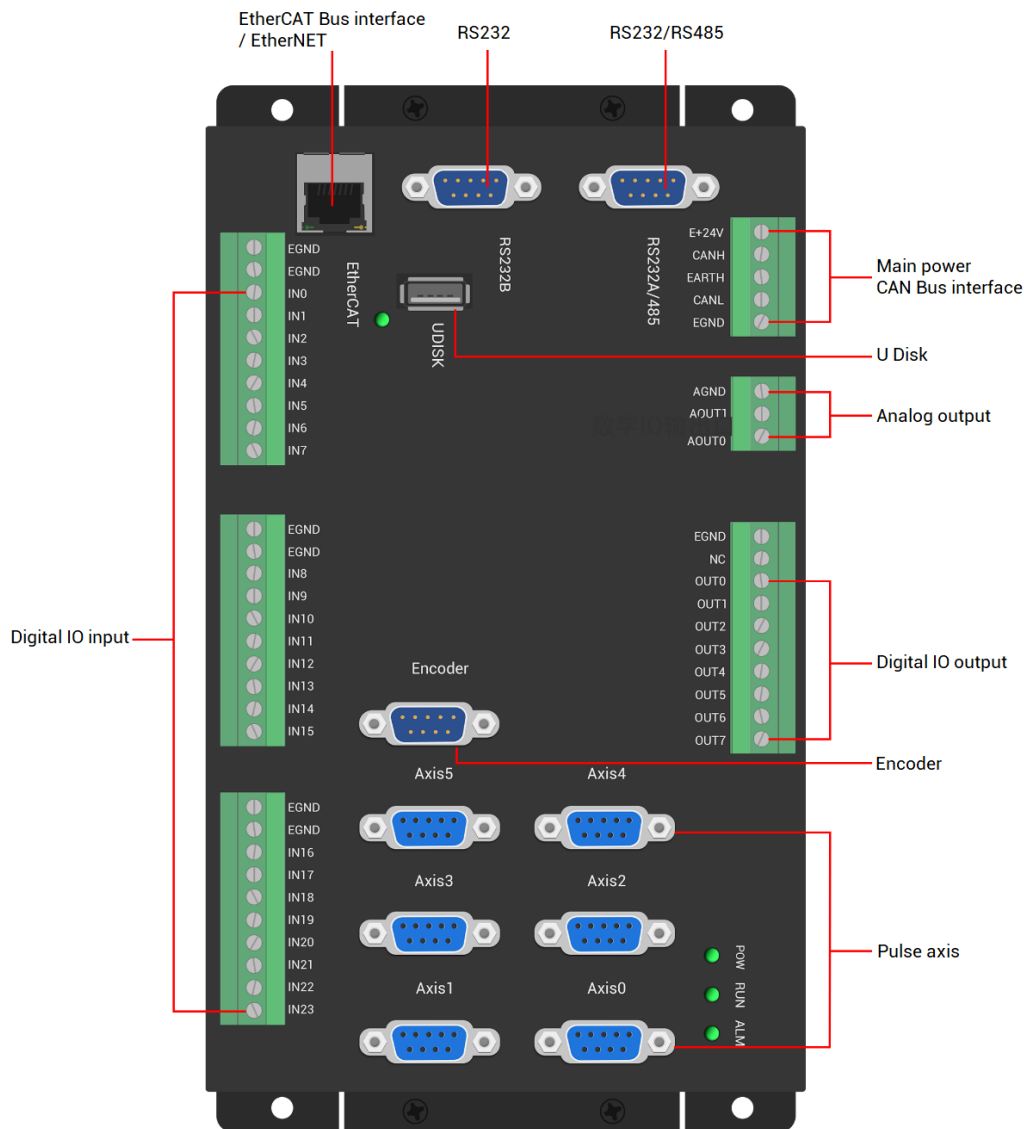 EtherCAT Bus interface
/ EtherNET
RS232
RS232/RS485
EtherCAT
RS232B
RS232A/485
UDISK
EGND
EGND
IN0
IN1
IN2
IN3
IN4
IN5
IN6
IN7
E+24V
CANH
EARTH
CANL
EGND
Main power
CAN Bus interface
U Disk
AGND
AOUT1
AOUT0
Analog output
EGND
EGND
IN8
IN9
IN10
IN11
IN12
IN13
IN14
IN15
Digital IO input
EGND
NC
OUT0
OUT1
OUT2
OUT3
OUT4
OUT5
OUT6
OUT7
Digital IO output
Encoder
Encoder
Axis5
Axis4
Axis3
Axis2
Axis1
Axis0
Pulse axis
EGND
EGND
IN16
IN17
IN18
IN19
IN20
IN21
IN22
IN23
POW
RUN
ALM